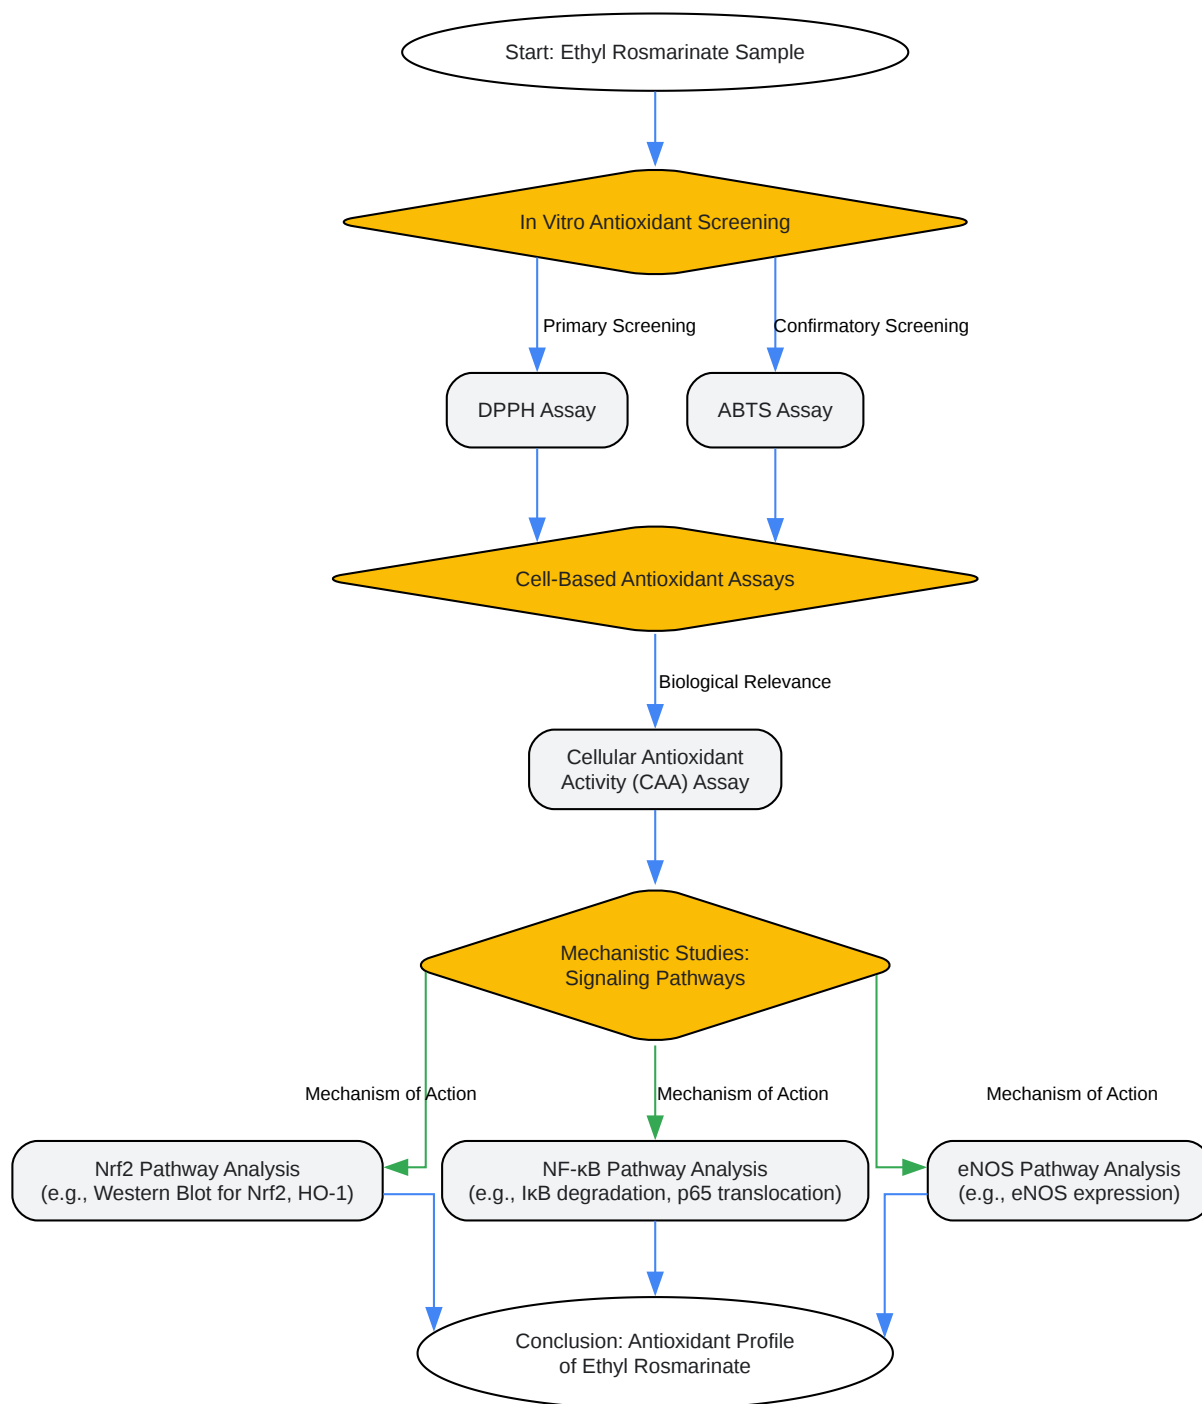 Start: Ethyl Rosmarinate Sample
In Vitro Antioxidant Screening
Primary Screening
Confirmatory Screening
DPPH Assay
ABTS Assay
Cell-Based Antioxidant Assays
Biological Relevance
Cellular Antioxidant
Activity (CAA) Assay
Mechanistic Studies:
Signaling Pathways
Mechanism of Action
Mechanism of Action
Mechanism of Action
Nrf2 Pathway Analysis
(e.g., Western Blot for Nrf2, HO-1)
NF-κB Pathway Analysis
(e.g., IκB degradation, p65 translocation)
eNOS Pathway Analysis
(e.g., eNOS expression)
Conclusion: Antioxidant Profile
of Ethyl Rosmarinate